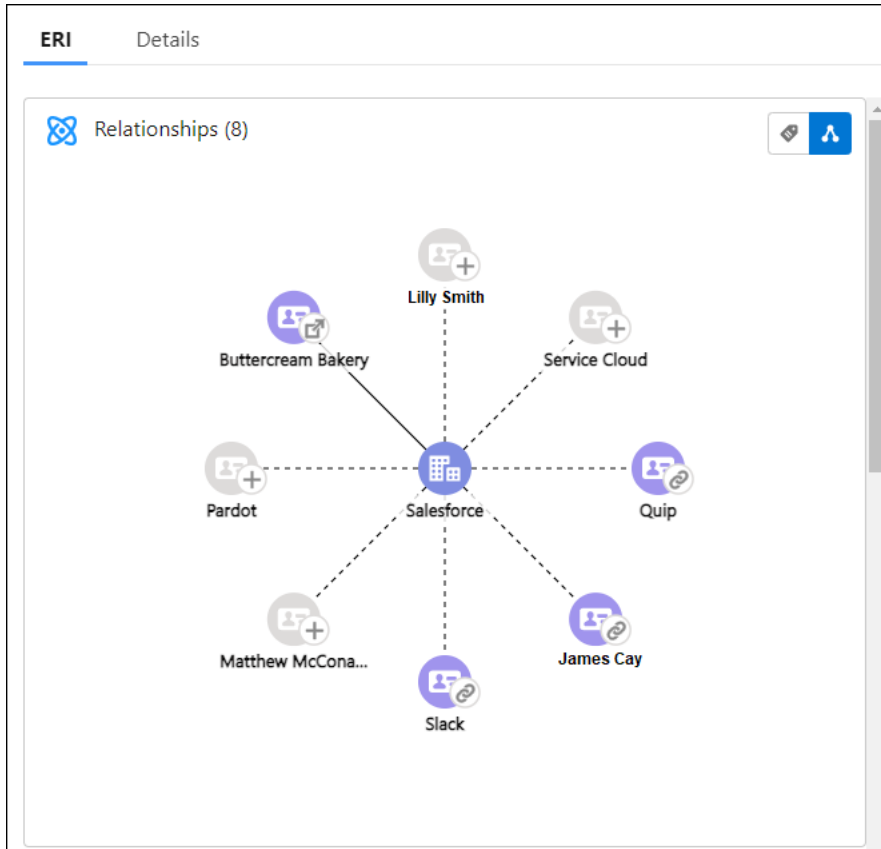 ERI Details
Relationships (8)
Lilly Smith
Buttercream Bakery
Service Cloud
Pardot
Salesforce
Quip
Matthew McCona...
James Cay
Slack